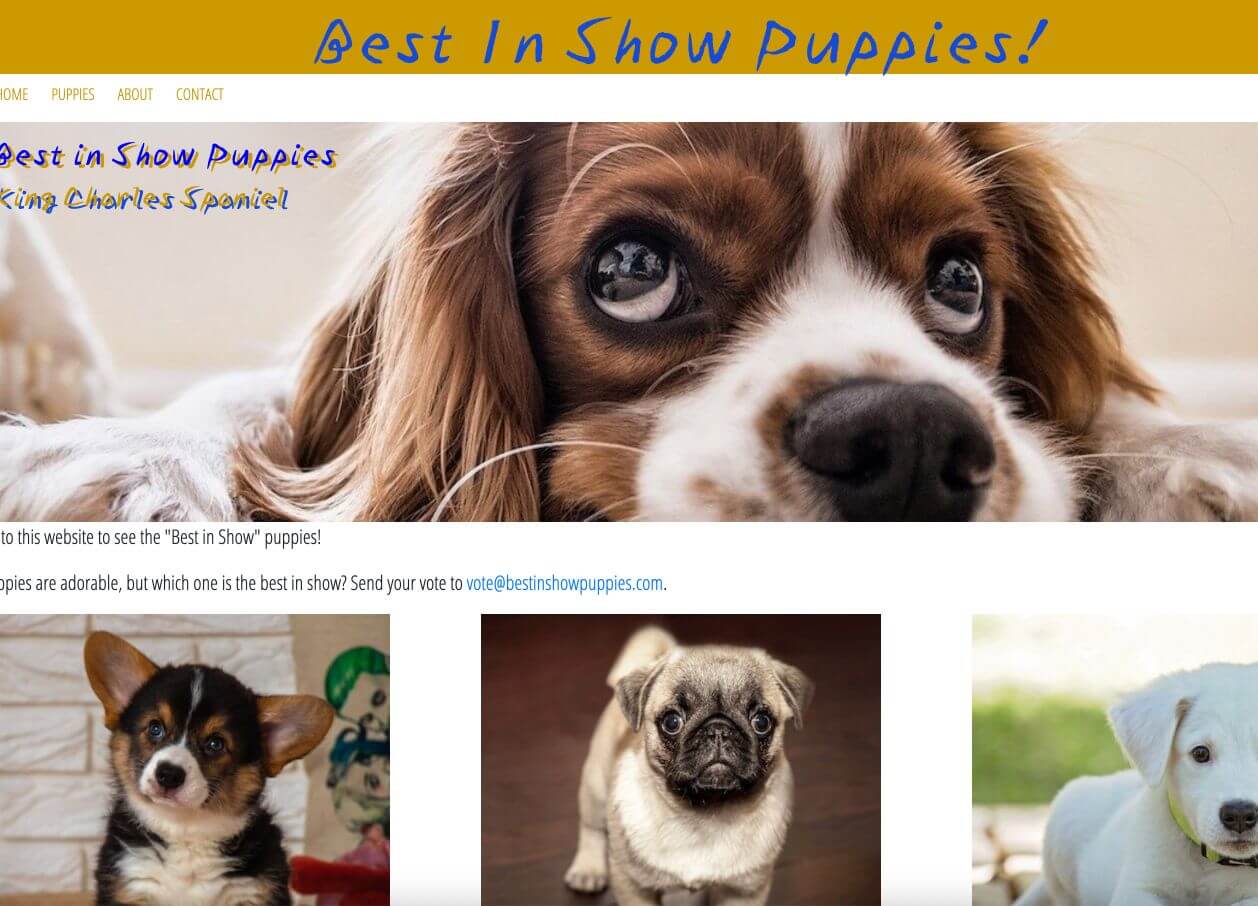 Best In Show Puppies!
HOME PUPPIES ABOUT CONTACT
Best in Show Puppies
King Charles Spaniel
to this website to see the "Best in Show" puppies!
are adorable, but which one is the best in show? Send your vote to vote@bestinshowpuppies.com.